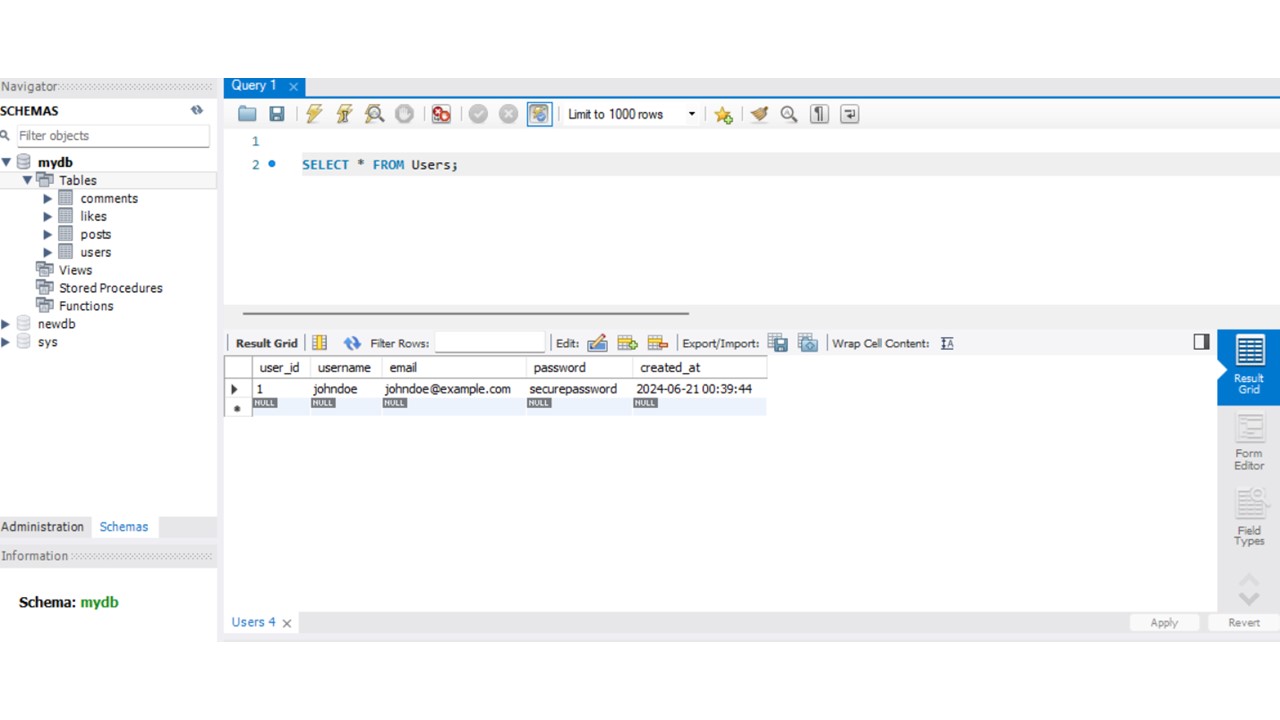 Navigator
SCHEMAS
Filter objects
mydb
Tables
comments
likes
posts
users
Views
Stored Procedures
Functions
newdb
sys
Administration Schemas
Information
Schema: mydb
Query 1
Limit to 1000 rows
1
2 SELECT * FROM Users;
Result Grid Filter Rows: Edit: Export/Import: Wrap Cell Content: IA
user_id username email password created_at
1 johndoe johndoe@example.com securepassword 2024-06-21 00:39:44
NULL NULL NULL NULL NULL
Result
Grid
Form
Editor
Field
Types
Users 4
Apply Revert